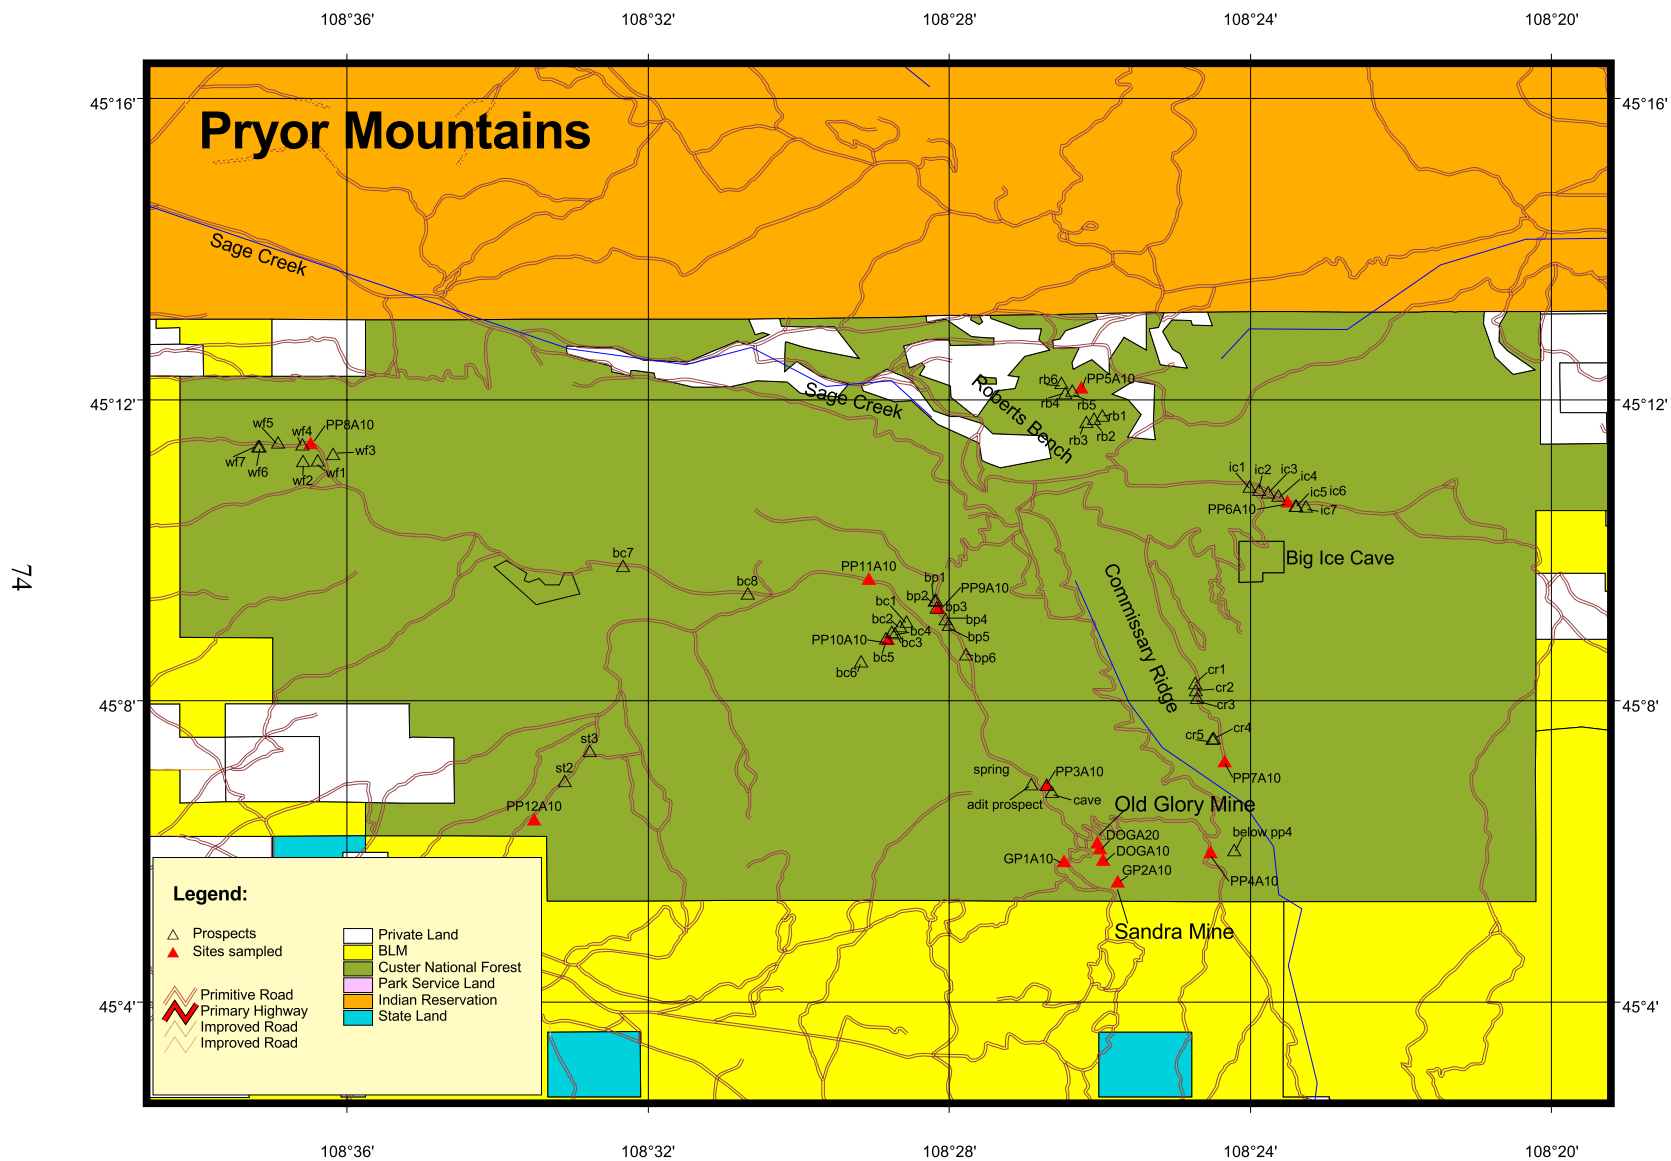 108°36'
108°32'
108°28'
108°24'
108°20'
45°16'
45°16'
Pryor Mountains
Sage Creek
Sage Creek
Roberts Bench
rb6
PP5A10
rb4
rb5
rb1
rb3
rb2
45°12'
45°12'
wf5
wf4
PP8A10
wf3
wf7
wf6
wf2
wf1
ic1
ic2
ic3
ic4
ic5
ic6
PP6A10
ic7
Big Ice Cave
74
bc7
bc8
PP11A10
bp1
PP9A10
bp2
bp3
bc1
bp4
bc2
bc4
bp5
PP10A10
bc3
bc5
bp6
bc6
Commissary Ridge
cr1
cr2
cr3
45°8'
45°8'
cr4
cr5
st3
st2
PP12A10
spring
PP3A10
PP7A10
adit prospect
cave
Old Glory Mine
below pp4
DOGA20
DOGA10
GP1A10
GP2A10
PP4A10
Sandra Mine
Legend:
Prospects
Sites sampled
Primitive Road
Primary Highway
Improved Road
Improved Road
Private Land
BLM
Custer National Forest
Park Service Land
Indian Reservation
State Land
45°4'
45°4'
108°36'
108°32'
108°28'
108°24'
108°20'